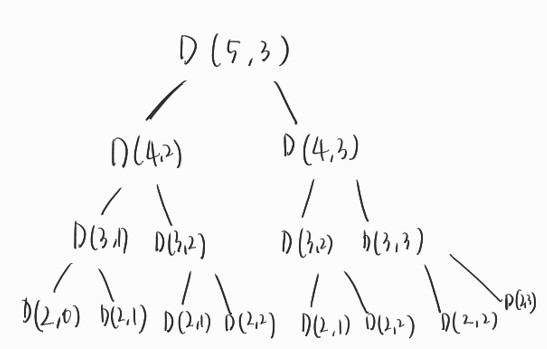 D(5,3)
D(4,2) D(4,3)
D(3,1) D(3,2) D(3,2) D(3,3)
D(2,0) D(2,1) D(2,1) D(2,2) D(2,1) D(2,2) D(2,2) D(2,3)